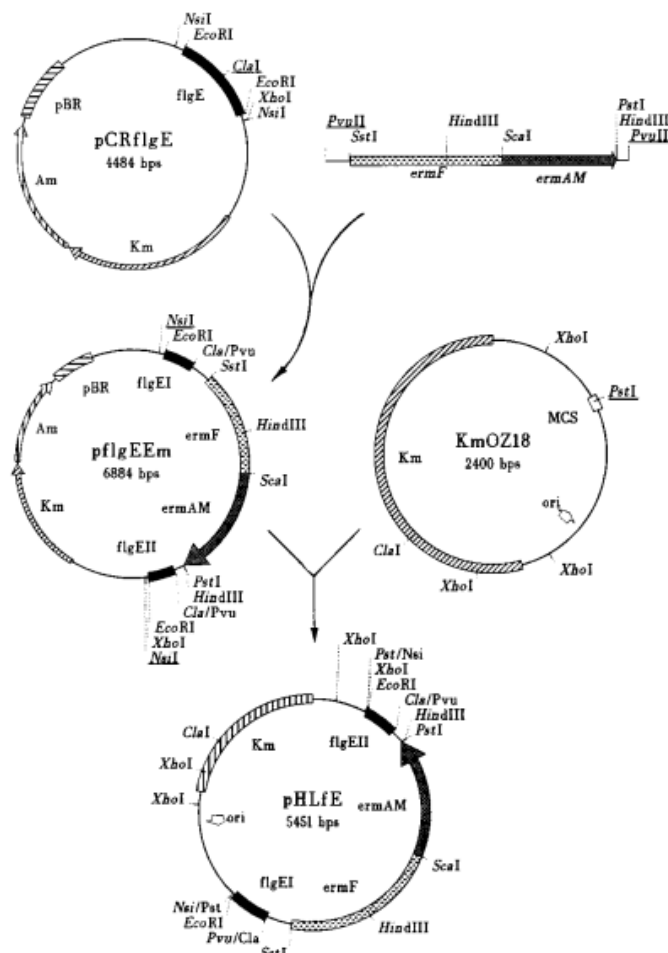 NsiI
EcoRI
ClaI
EcoRI
XhoI
NsiI
flgE
pBR
pCRflgE
4484 bps
Am
Km
PvuII
SstI
HindIII
ScaI
PstI
HindIII
PvuII
ermF
ermAM
NsiI
EcoRI
Cla/Pvu
SstI
flgEI
pBR
Am
ermF
HindIII
pflgEEm
6884 bps
ScaI
Km
ermAM
flgEII
PstI
HindIII
Cla/Pvu
EcoRI
XhoI
NsiI
XhoI
PstI
MCS
Km
KmOZ18
2400 bps
ori
ClaI
XhoI
XhoI
XhoI
Pst/Nsi
XhoI
EcoRI
Cla/Pvu
HindIII
PstI
ClaI
Km
flgEII
XhoI
XhoI
pHLfE
5451 bps
ermAM
ori
ScaI
flgEI
ermF
Nsi/Pst
EcoRI
Pvu/Cla
SstI
HindIII